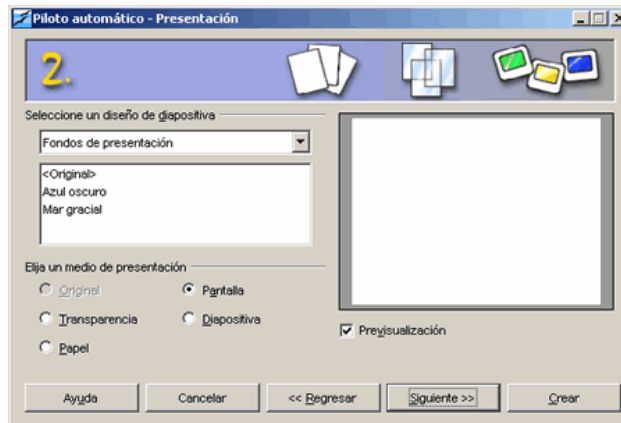 Piloto automático - Presentación
2.
Seleccione un diseño de diapositiva
Fondos de presentación
<Original>
Azul oscuro
Mar gracial
Elija un medio de presentación
Original
Pantalla
Transparencia
Diapositiva
Papel
Previsualización
Ayuda
Cancelar
<< Regresar
Siguiente >>
Crear